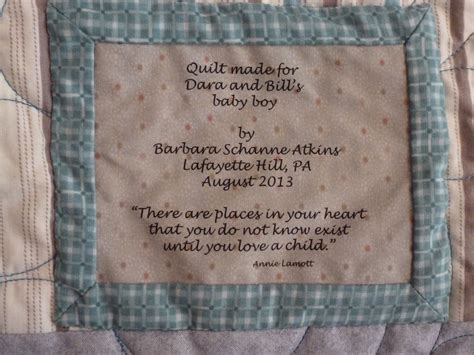 Quilt made for
Dara and Bill's
baby boy
by
Barbara Schanne Atkins
Lafayette Hill, PA
August 2013
"There are places in your heart
that you do not know exist
until you love a child."
Annie Lamott